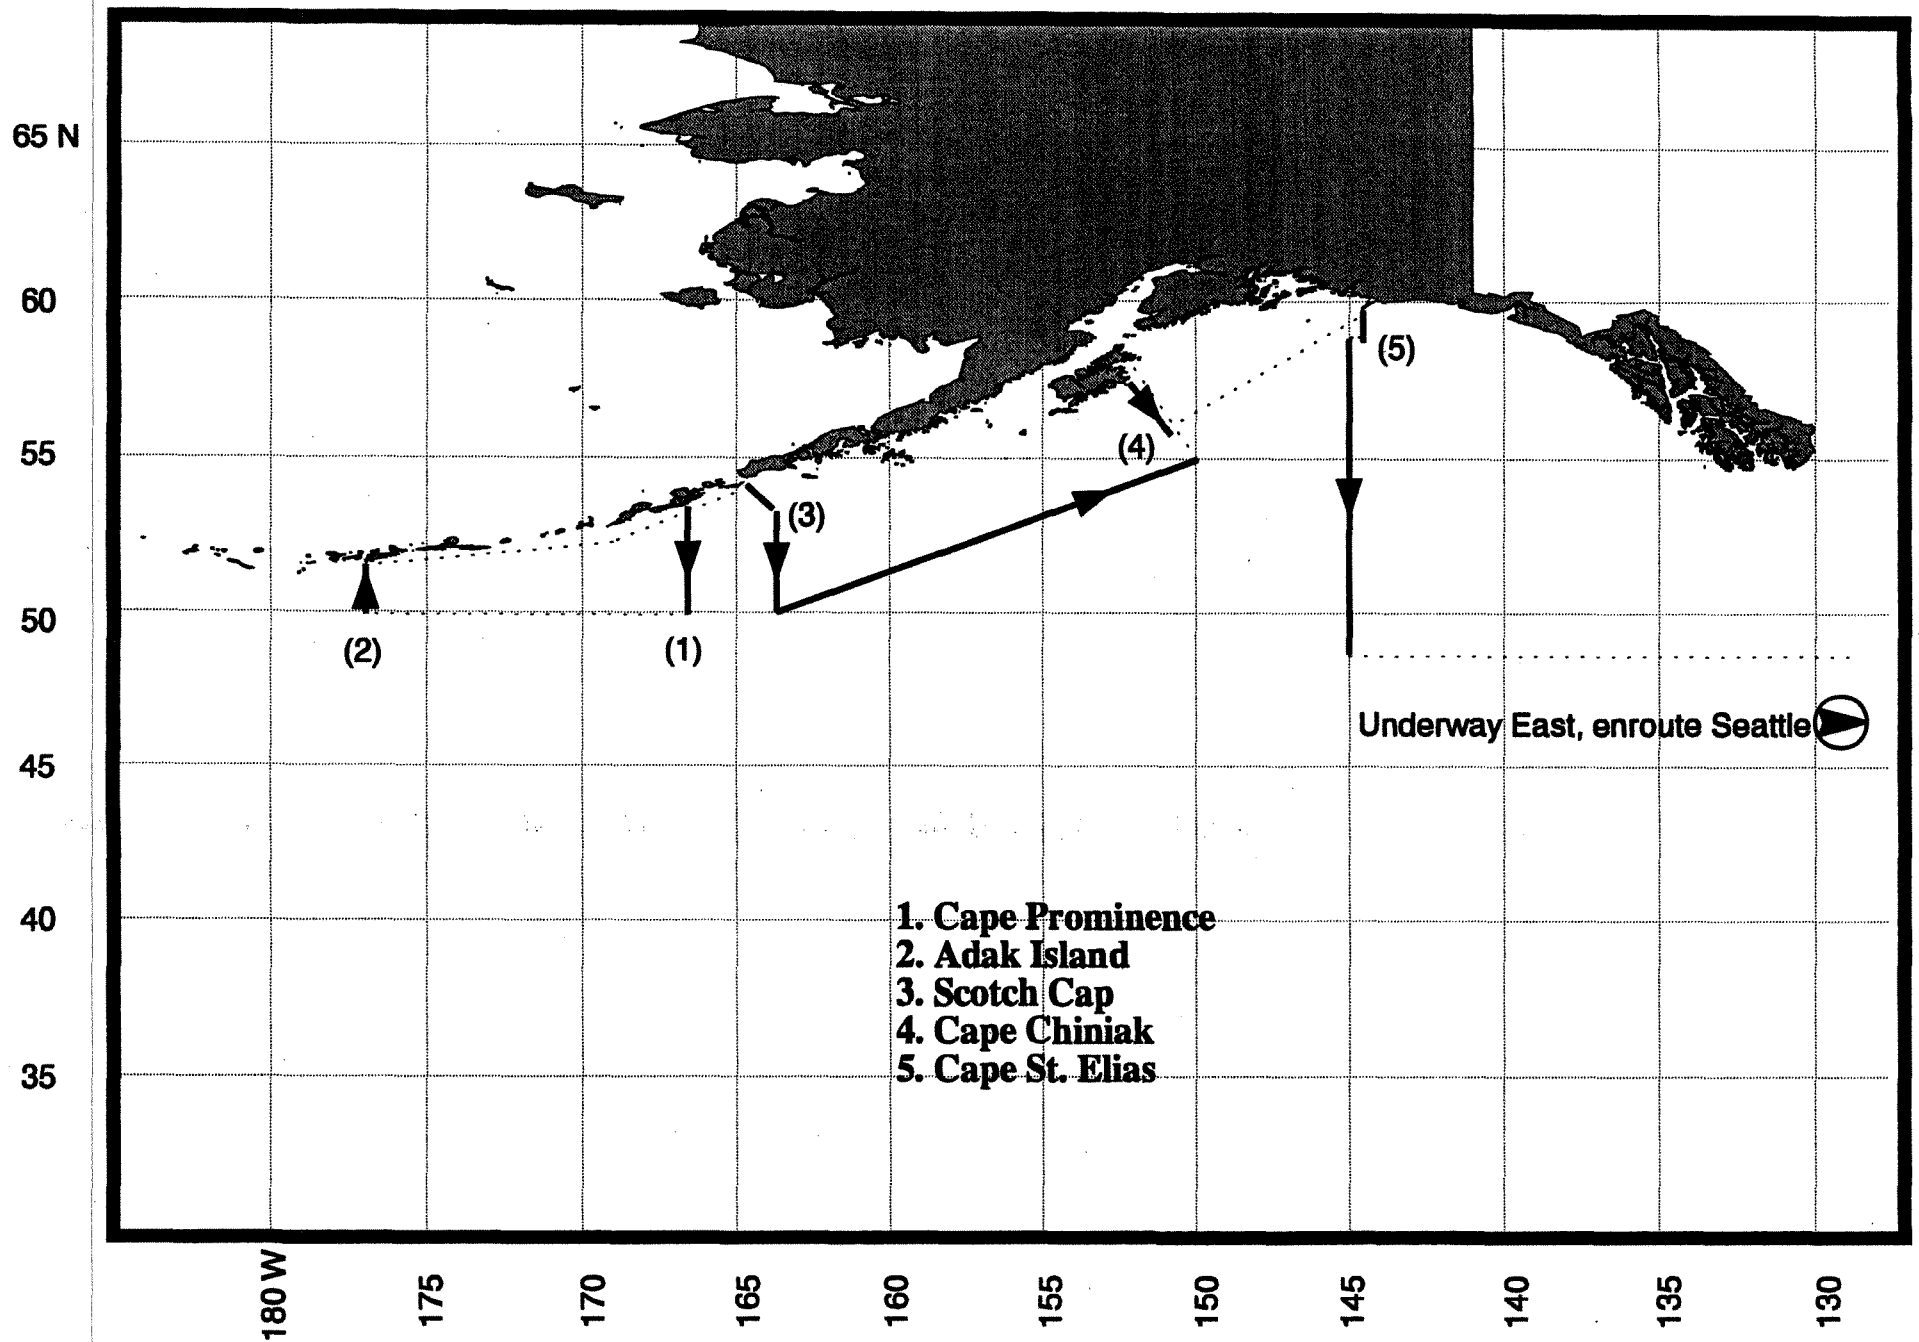 65 N
60
55
50
45
40
35
(5)
(4)
(3)
(2)
(1)
Underway East, enroute Seattle
1. Cape Prominence
2. Adak Island
3. Scotch Cap
4. Cape Chiniak
5. Cape St. Elias
180 W
175
170
165
160
155
150
145
140
135
130